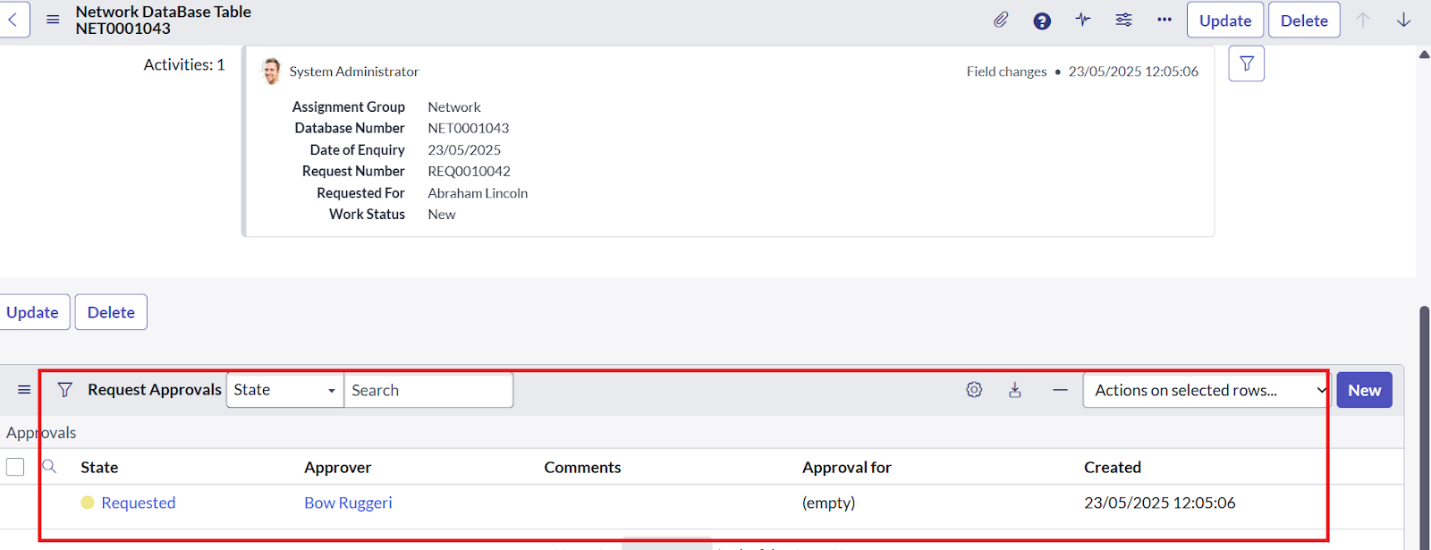 Network DataBase Table
NET0001043
Update
Delete
Activities: 1
System Administrator
Field changes • 23/05/2025 12:05:06
Assignment Group Network
Database Number NET0001043
Date of Enquiry 23/05/2025
Request Number REQ0010042
Requested For Abraham Lincoln
Work Status New
Update Delete
Request Approvals State Search Actions on selected rows... New
Approvals
State Approver Comments Approval for Created
Requested Bow Ruggeri (empty) 23/05/2025 12:05:06